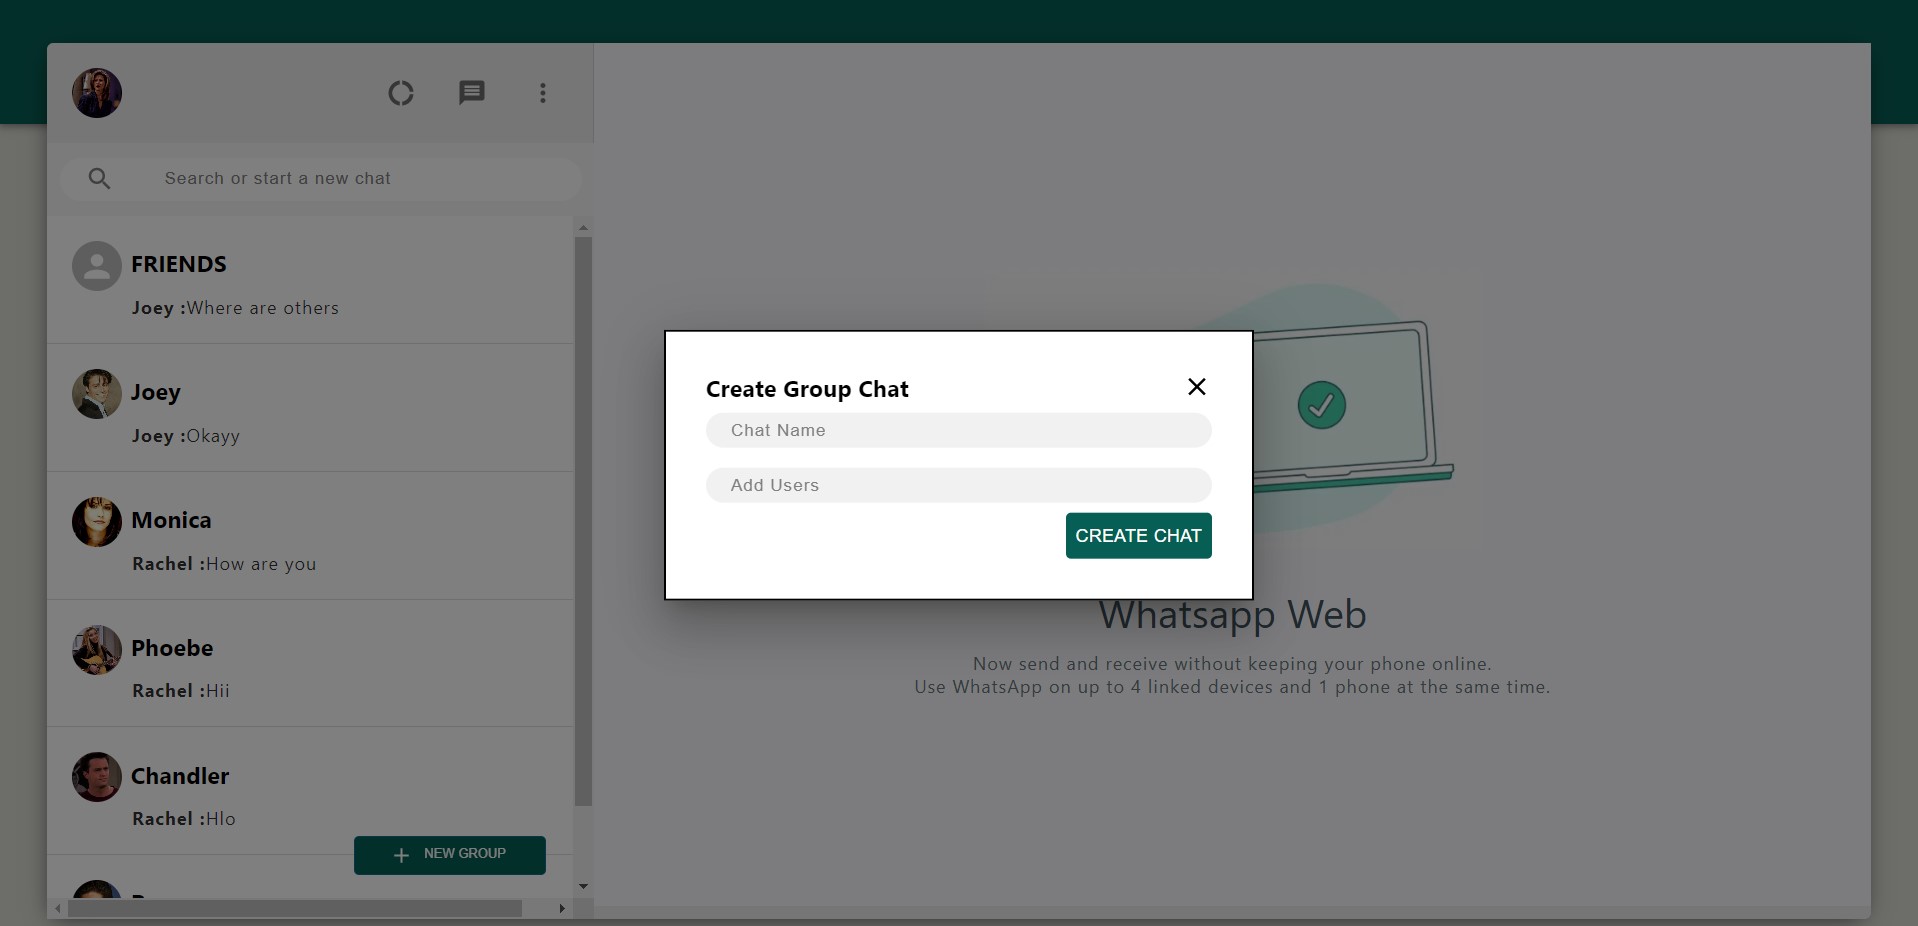 Search or start a new chat
FRIENDS
Joey :Where are others
Joey
Joey :Okayy
Monica
Rachel :How are you
Phoebe
Rachel :Hii
Chandler
Rachel :Hlo
NEW GROUP
Create Group Chat
Chat Name
Add Users
CREATE CHAT
Whatsapp Web
Now send and receive without keeping your phone online.
Use WhatsApp on up to 4 linked devices and 1 phone at the same time.